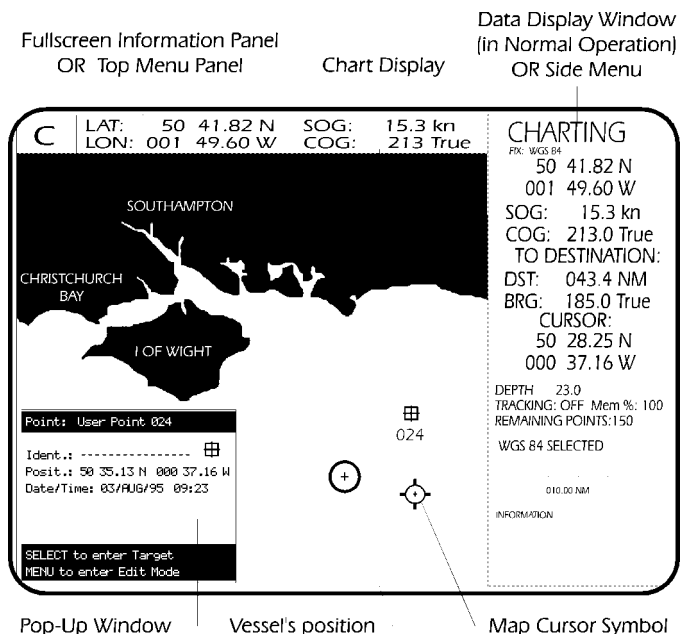 Fullscreen Information Panel
OR Top Menu Panel
Chart Display
Data Display Window
(in Normal Operation)
OR Side Menu
C
LAT: 50 41.82 N SOG: 15.3 kn
LON: 001 49.60 W COG: 213 True
SOUTHAMPTON
CHRISTCHURCH
BAY
I OF WIGHT
024
Point: User Point 024
Ident.: ----------------
Posit.: 50 35.13 N 000 37.16 W
Date/Time: 03/AUG/95 09:23
SELECT to enter Target
MENU to enter Edit Mode
CHARTING
FIX: WGS 84
50 41.82 N
001 49.60 W
SOG: 15.3 kn
COG: 213.0 True
TO DESTINATION:
DST: 043.4 NM
BRG: 185.0 True
CURSOR:
50 28.25 N
000 37.16 W
DEPTH 23.0
TRACKING: OFF Mem %: 100
REMAINING POINTS:150
WGS 84 SELECTED
010.00 NM
INFORMATION
Pop-Up Window
Vessel's position
Map Cursor Symbol